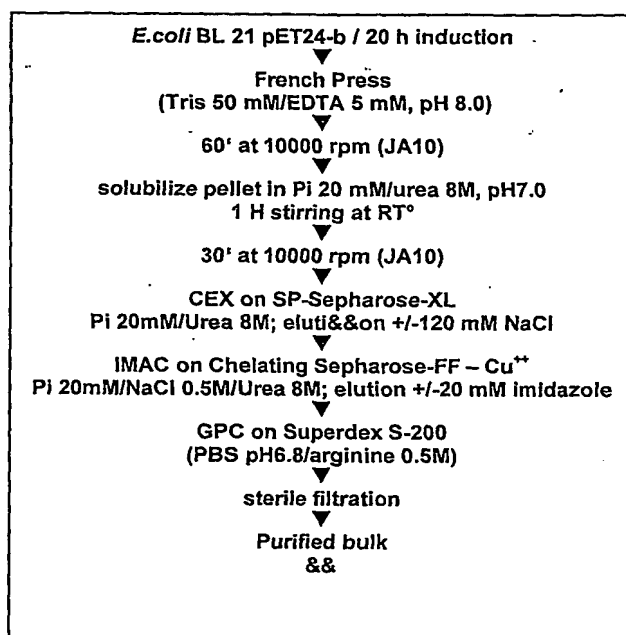 E.coli BL 21 pET24-b / 20 h induction
French Press
(Tris 50 mM/EDTA 5 mM, pH 8.0)
60' at 10000 rpm (JA10)
solubilize pellet in Pi 20 mM/urea 8M, pH7.0
1 H stirring at RT°
30' at 10000 rpm (JA10)
CEX on SP-Sepharose-XL
Pi 20mM/Urea 8M; eluti&&on +/-120 mM NaCl
IMAC on Chelating Sepharose-FF – Cu++
Pi 20mM/NaCl 0.5M/Urea 8M; elution +/-20 mM imidazole
GPC on Superdex S-200
(PBS pH6.8/arginine 0.5M)
sterile filtration
Purified bulk
&&